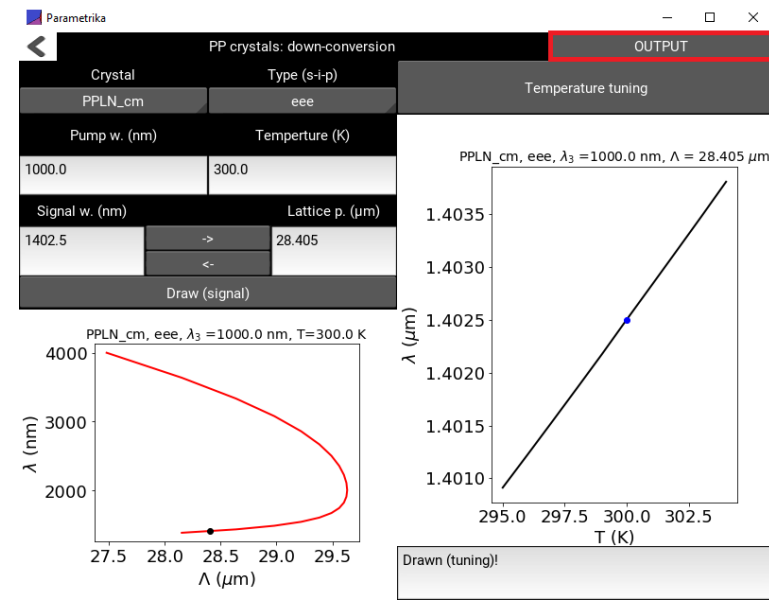 Parametrika
PP crystals: down-conversion
OUTPUT
Crystal
Type (s-i-p)
PPLN_cm
eee
Pump w. (nm)
Temperture (K)
1000.0
300.0
Signal w. (nm)
Lattice p. (μm)
1402.5
->
28.405
<-
Draw (signal)
PPLN_cm, eee, λ₃ =1000.0 nm, T=300.0 K
4000
3000
2000
λ (nm)
27.5 28.0 28.5 29.0 29.5
Λ (μm)
Temperature tuning
PPLN_cm, eee, λ₃ =1000.0 nm, Λ = 28.405 μm
1.4035
1.4030
1.4025
1.4020
1.4015
1.4010
λ (μm)
295.0 297.5 300.0 302.5
T (K)
Drawn (tuning)!